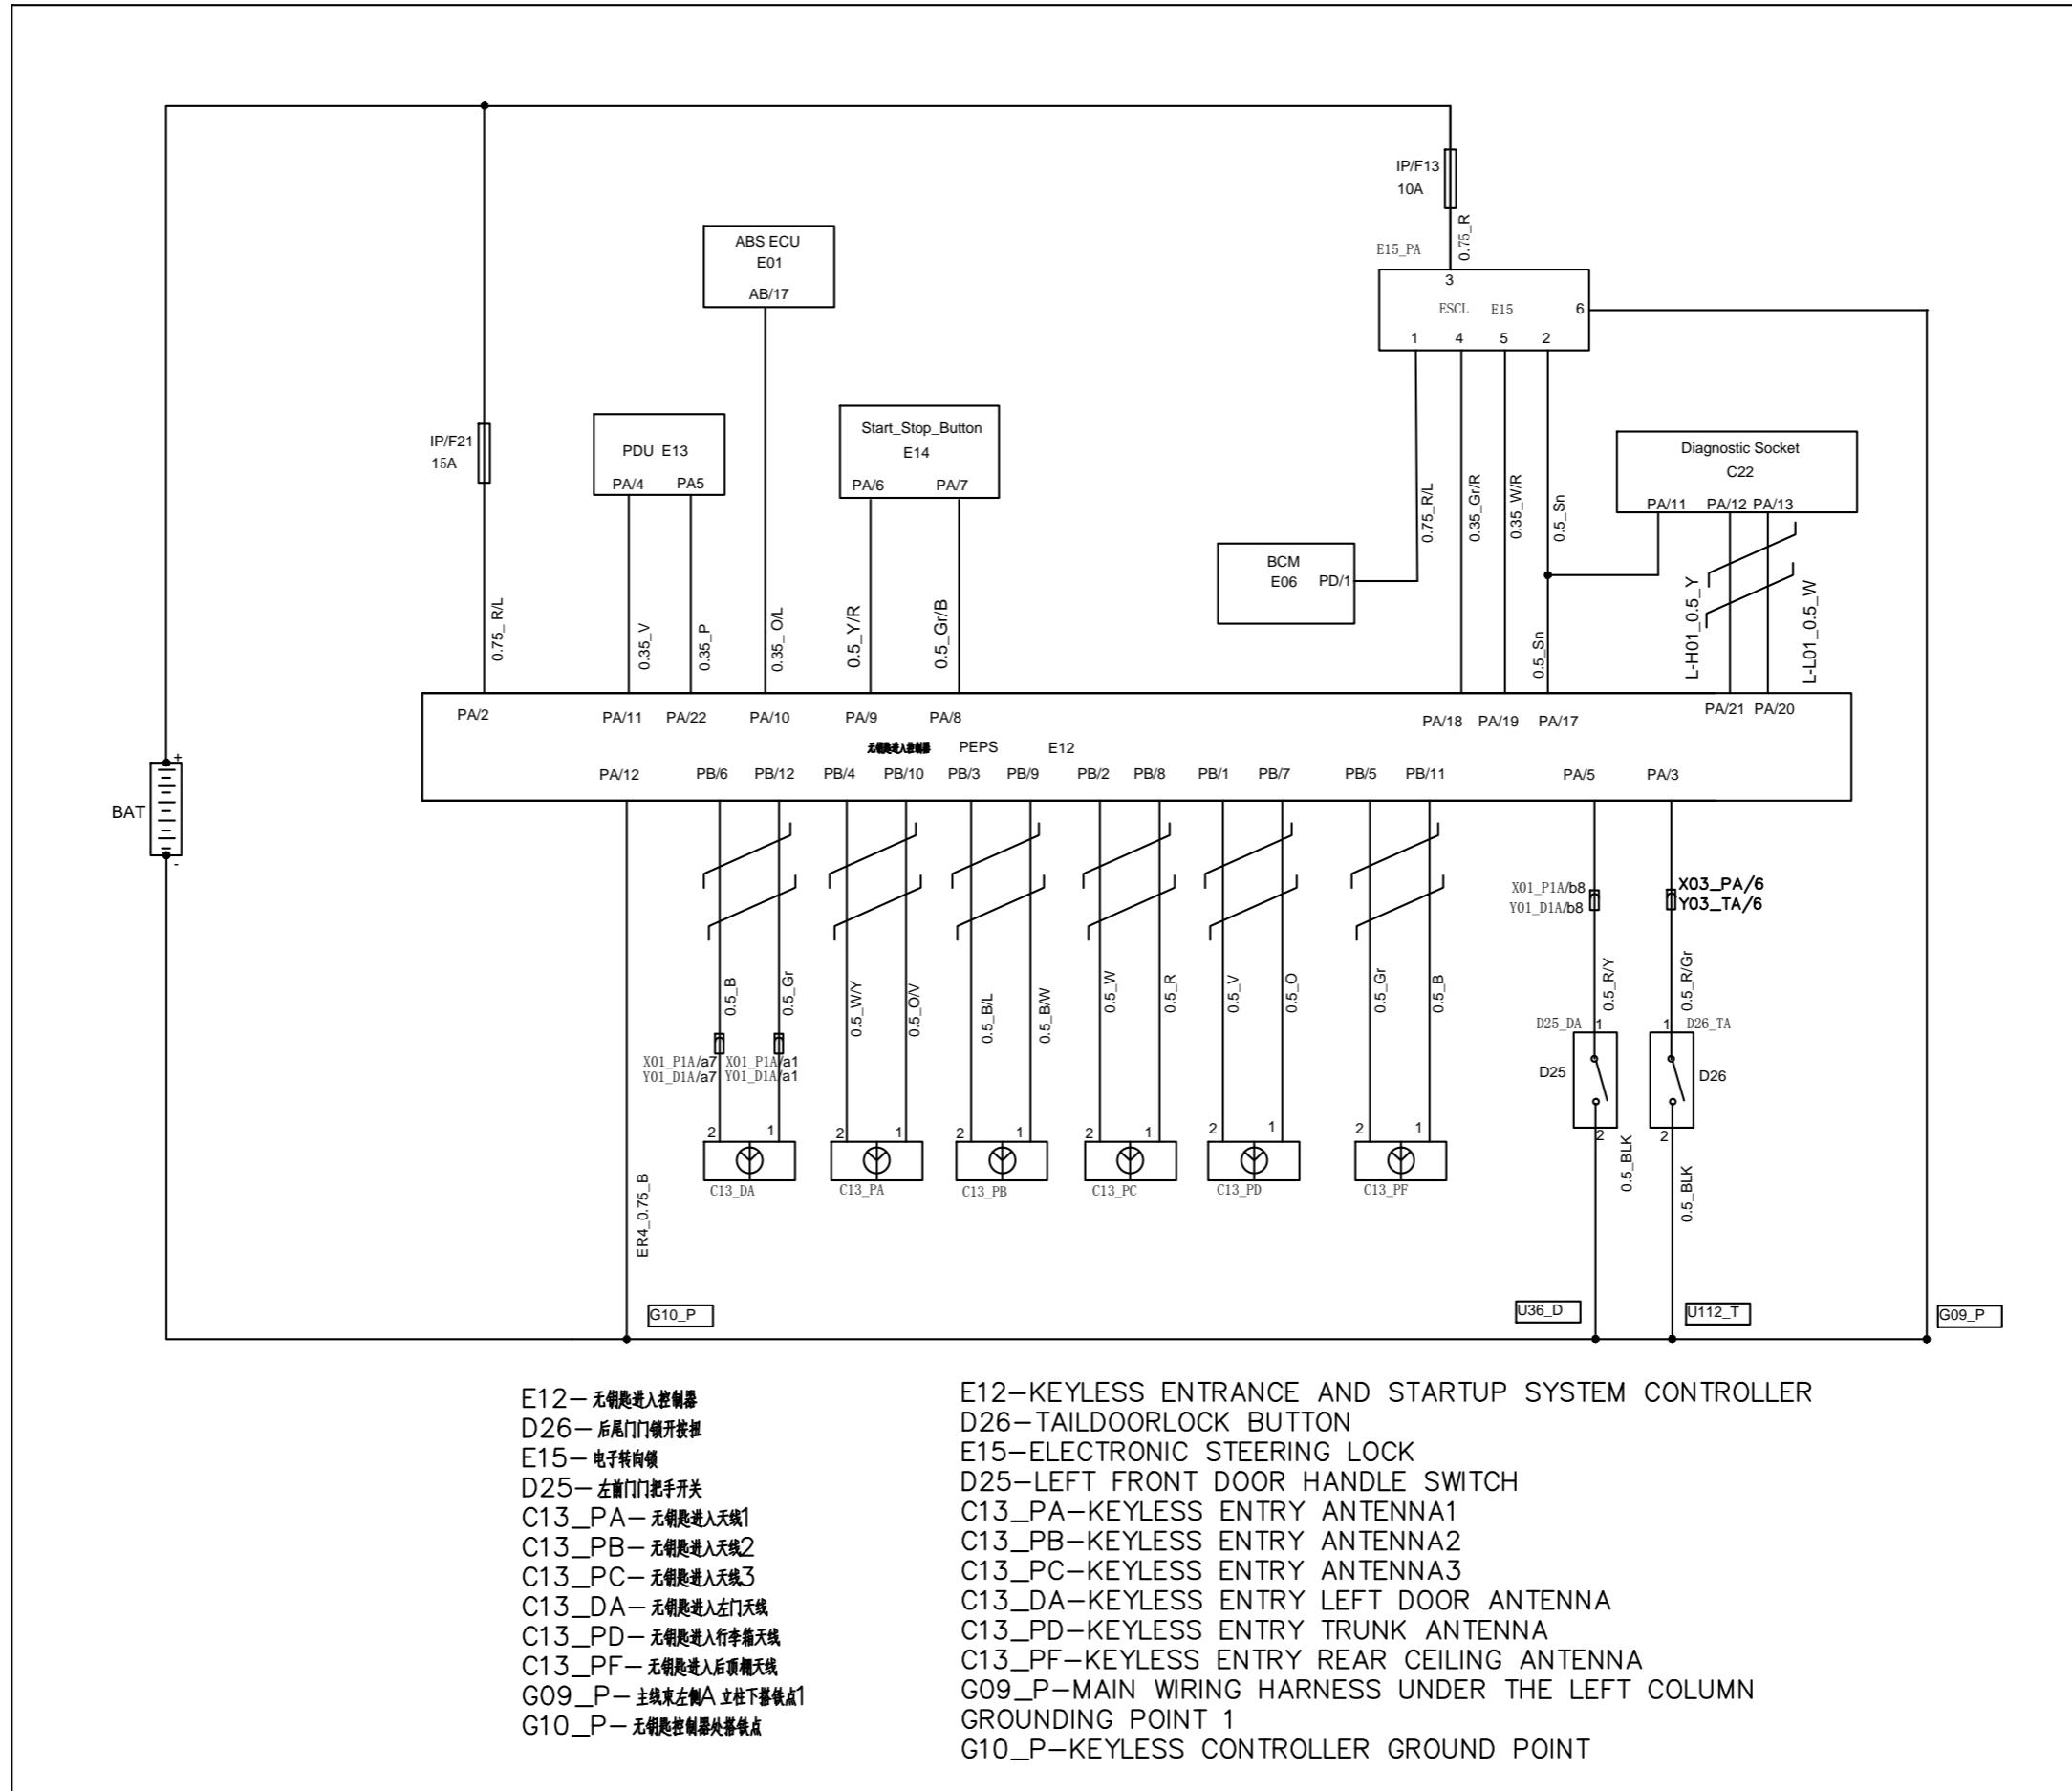 IP/F13
10A
0.75_R
ABS ECU
E01
AB/17
E15_PA
3
ESCL E15
6
1 4 5 2
IP/F21
15A
PDU E13
PA/4 PA5
Start_Stop_Button
E14
PA/6 PA/7
Diagnostic Socket
C22
PA/11 PA/12 PA/13
BCM
E06 PD/1
0.75_R/L
0.35_Gr/R
0.35_W/R
0.5_Sn
0.75_ R/L
0.35_V
0.35_P
0.35_ O/L
0.5_Y/R
0.5_Gr/B
0.5_Sn
L-H01_0.5_Y
L-L01_0.5_W
PA/2 PA/11 PA/22 PA/10 PA/9 PA/8 PA/18 PA/19 PA/17 PA/21 PA/20
无钥匙进入控制器 PEPS E12
PA/12 PB/6 PB/12 PB/4 PB/10 PB/3 PB/9 PB/2 PB/8 PB/1 PB/7 PB/5 PB/11 PA/5 PA/3
+
BAT
-
X01_P1A/b8
Y01_D1A/b8
X03_PA/6
Y03_TA/6
0.5_B
0.5_Gr
0.5_W/Y
0.5_O/V
0.5_B/L
0.5_B/W
0.5_W
0.5_R
0.5_V
0.5_O
0.5_Gr
0.5_B
0.5_R/Y
0.5_R/Gr
X01_P1A/a7 X01_P1A/a1
Y01_D1A/a7 Y01_D1A/a1
D25_DA 1
1 D26_TA
D25
D26
2 1 2 1 2 1 2 1 2 1 2 1
2 2
C13_DA C13_PA C13_PB C13_PC C13_PD C13_PF
0.5_BLK
0.5_BLK
ER4_0.75_B
G10_P
U36_D
U112_T
G09_P
E12-无钥匙进入控制器
D26-后尾门门锁开按扭
E15-电子转向锁
D25-左前门门把手开关
C13_PA-无钥匙进入天线1
C13_PB-无钥匙进入天线2
C13_PC-无钥匙进入天线3
C13_DA-无钥匙进入左门天线
C13_PD-无钥匙进入行李箱天线
C13_PF-无钥匙进入后顶棚天线
G09_P-主线束左侧A立柱下搭铁点1
G10_P-无钥匙控制器处搭铁点
E12-KEYLESS ENTRANCE AND STARTUP SYSTEM CONTROLLER
D26-TAILDOORLOCK BUTTON
E15-ELECTRONIC STEERING LOCK
D25-LEFT FRONT DOOR HANDLE SWITCH
C13_PA-KEYLESS ENTRY ANTENNA1
C13_PB-KEYLESS ENTRY ANTENNA2
C13_PC-KEYLESS ENTRY ANTENNA3
C13_DA-KEYLESS ENTRY LEFT DOOR ANTENNA
C13_PD-KEYLESS ENTRY TRUNK ANTENNA
C13_PF-KEYLESS ENTRY REAR CEILING ANTENNA
G09_P-MAIN WIRING HARNESS UNDER THE LEFT COLUMN
GROUNDING POINT 1
G10_P-KEYLESS CONTROLLER GROUND POINT